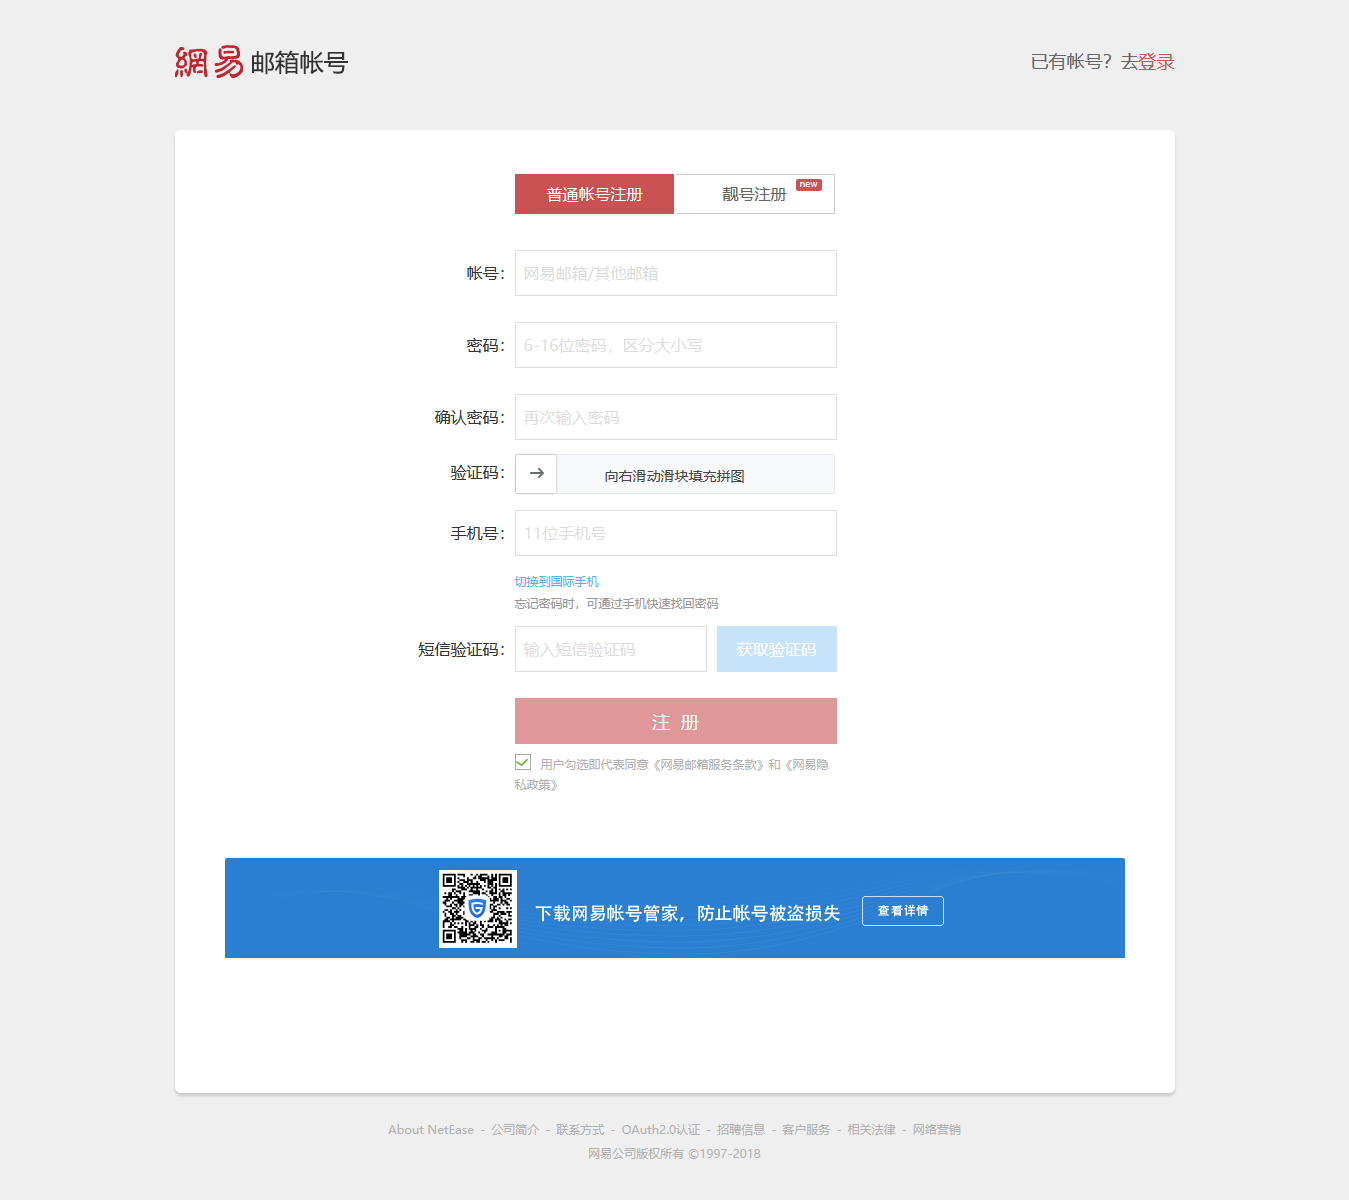 網易 邮箱帐号
已有帐号？去登录
普通帐号注册
靓号注册 new
帐号：
网易邮箱/其他邮箱
密码：
6-16位密码，区分大小写
确认密码：
再次输入密码
验证码：
向右滑动滑块填充拼图
手机号：
11位手机号
切换到国际手机
忘记密码时，可通过手机快速找回密码
短信验证码：
输入短信验证码
获取验证码
注 册
用户勾选即代表同意《网易邮箱服务条款》和《网易隐
私政策》
下载网易帐号管家，防止帐号被盗损失
查看详情
About NetEase - 公司简介 - 联系方式 - OAuth2.0认证 - 招聘信息 - 客户服务 - 相关法律 - 网络营销
网易公司版权所有 ©1997-2018